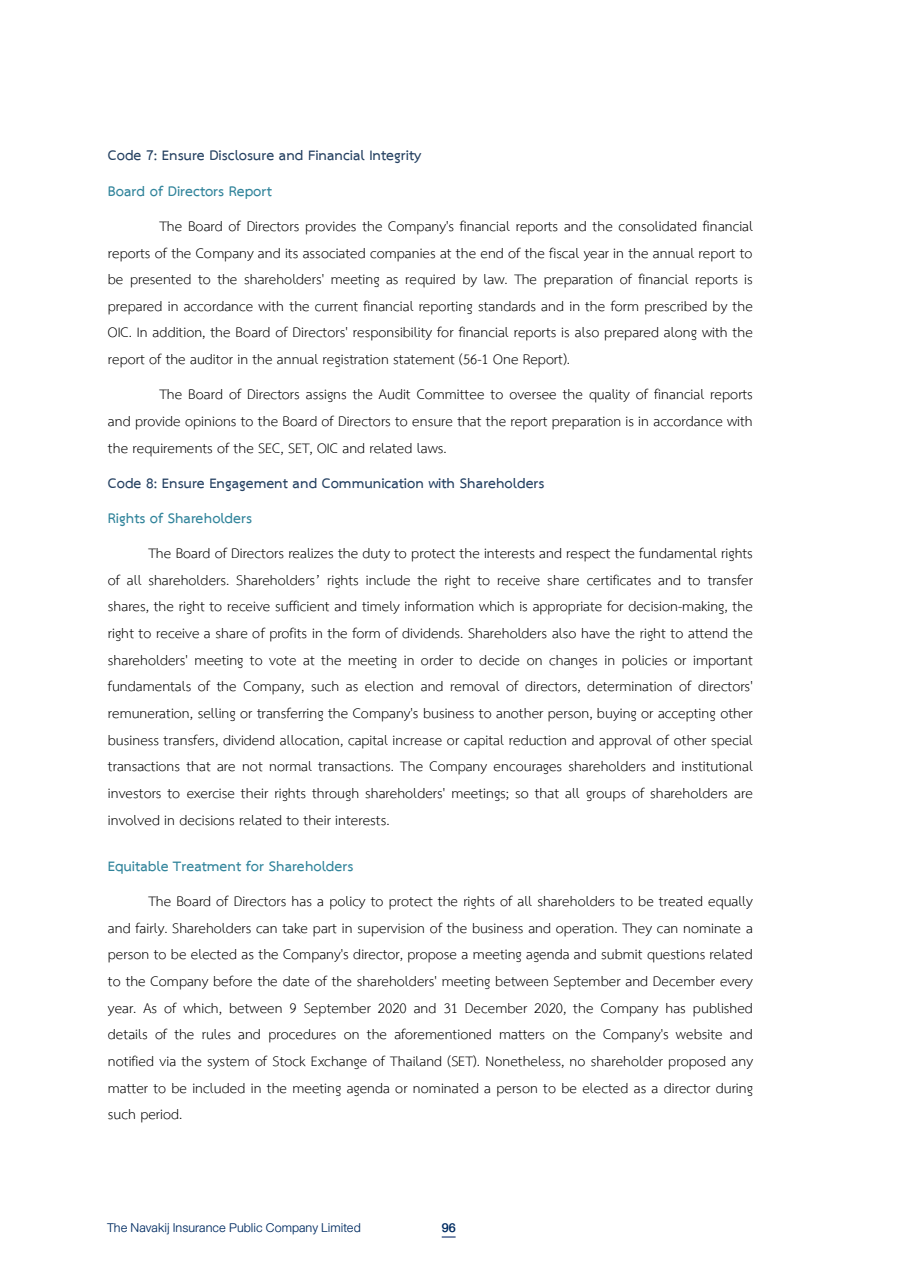 Code 7: Ensure Disclosure and Financial Integrity
Board of Directors Report
The Board of Directors provides the Company's financial reports and the consolidated financial
reports of the Company and its associated companies at the end of the fiscal year in the annual report to
be presented to the shareholders' meeting as required by law. The preparation of financial reports is
prepared in accordance with the current financial reporting standards and in the form prescribed by the
OIC. In addition, the Board of Directors' responsibility for financial reports is also prepared along with the
report of the auditor in the annual registration statement (56-1 One Report).
The Board of Directors assigns the Audit Committee to oversee the quality of financial reports
and provide opinions to the Board of Directors to ensure that the report preparation is in accordance with
the requirements of the SEC, SET, OIC and related laws.
Code 8: Ensure Engagement and Communication with Shareholders
Rights of Shareholders
The Board of Directors realizes the duty to protect the interests and respect the fundamental rights
of all shareholders. Shareholders’ rights include the right to receive share certificates and to transfer
shares, the right to receive sufficient and timely information which is appropriate for decision-making, the
right to receive a share of profits in the form of dividends. Shareholders also have the right to attend the
shareholders' meeting to vote at the meeting in order to decide on changes in policies or important
fundamentals of the Company, such as election and removal of directors, determination of directors'
remuneration, selling or transferring the Company's business to another person, buying or accepting other
business transfers, dividend allocation, capital increase or capital reduction and approval of other special
transactions that are not normal transactions. The Company encourages shareholders and institutional
investors to exercise their rights through shareholders' meetings; so that all groups of shareholders are
involved in decisions related to their interests.
Equitable Treatment for Shareholders
The Board of Directors has a policy to protect the rights of all shareholders to be treated equally
and fairly. Shareholders can take part in supervision of the business and operation. They can nominate a
person to be elected as the Company's director, propose a meeting agenda and submit questions related
to the Company before the date of the shareholders' meeting between September and December every
year. As of which, between 9 September 2020 and 31 December 2020, the Company has published
details of the rules and procedures on the aforementioned matters on the Company's website and
notified via the system of Stock Exchange of Thailand (SET). Nonetheless, no shareholder proposed any
matter to be included in the meeting agenda or nominated a person to be elected as a director during
such period.
The Navakij Insurance Public Company Limited 96